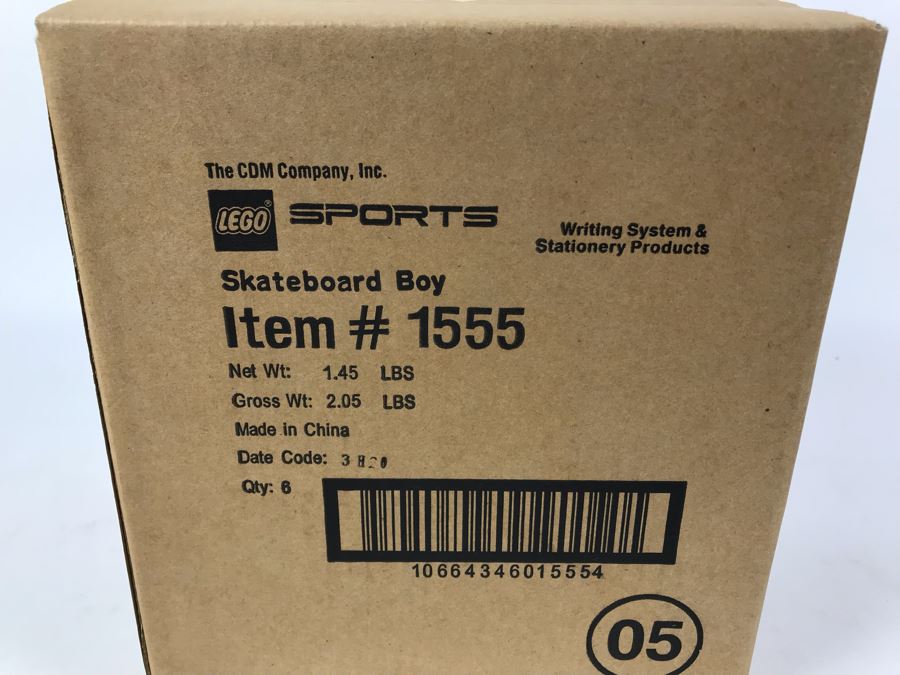 The CDM Company, Inc.
LEGO® SPORTS
Writing System &
Stationery Products
Skateboard Boy
Item # 1555
Net Wt: 1.45 LBS
Gross Wt: 2.05 LBS
Made in China
Date Code: 3H20
Qty: 6
10664346015554
05